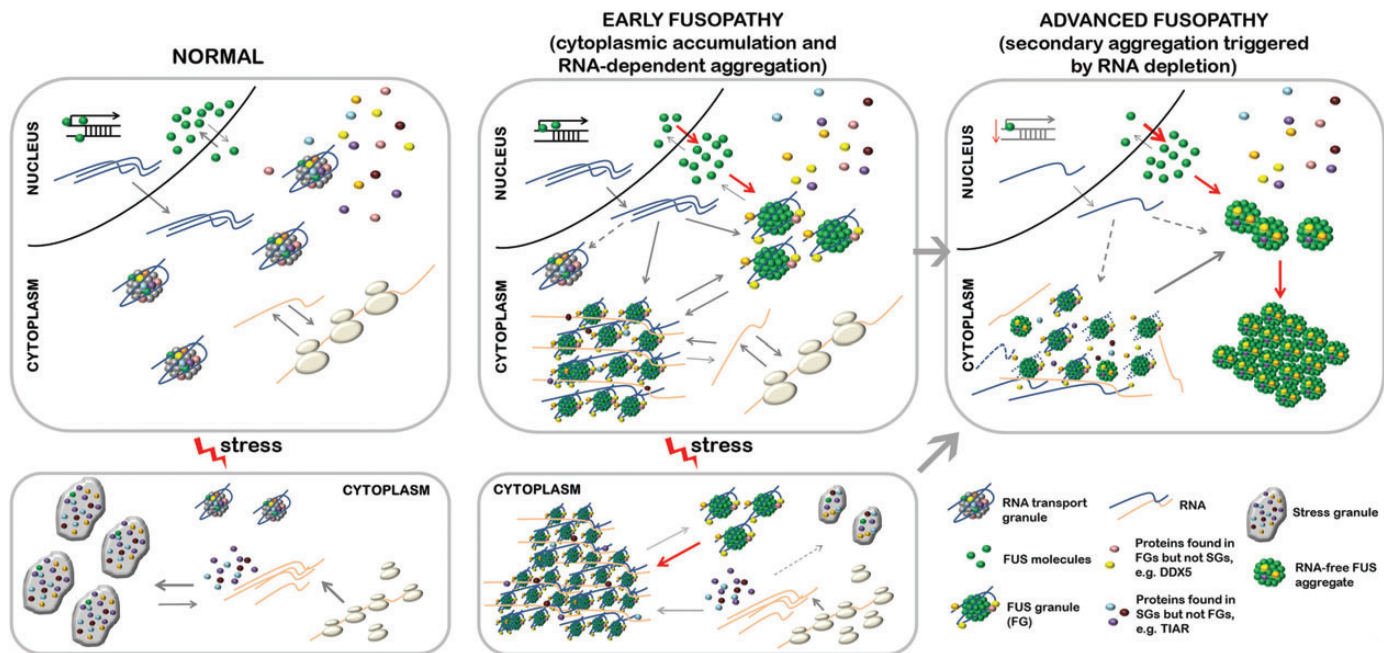 NORMAL
EARLY FUSOPATHY
(cytoplasmic accumulation and
RNA-dependent aggregation)
ADVANCED FUSOPATHY
(secondary aggregation triggered
by RNA depletion)
NUCLEUS
CYTOPLASM
NUCLEUS
CYTOPLASM
NUCLEUS
CYTOPLASM
stress
stress
CYTOPLASM
CYTOPLASM
RNA transport
granule
RNA
Stress granule
FUS molecules
Proteins found in
FGs but not SGs,
e.g. DDX5
RNA-free FUS
aggregate
FUS granule
(FG)
Proteins found in
SGs but not FGs,
e.g. TIAR